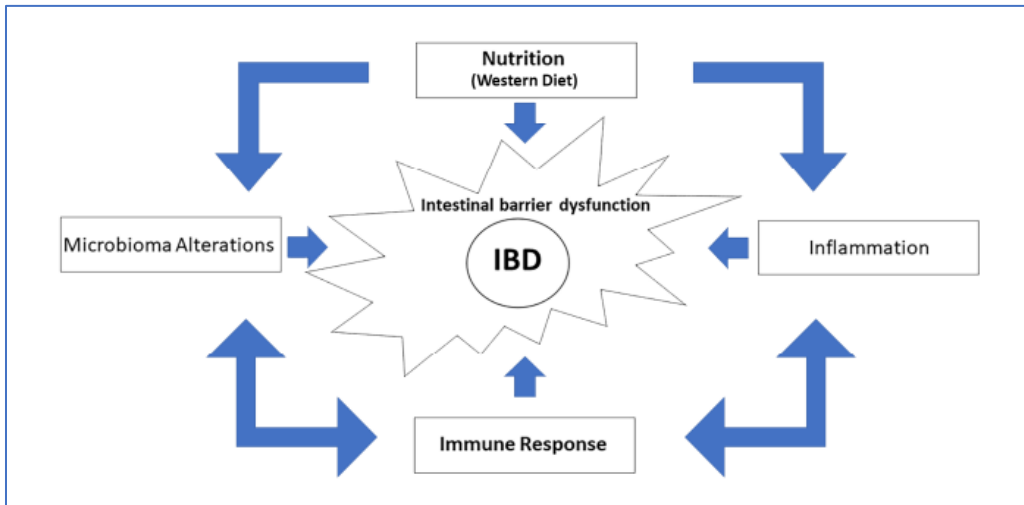 Nutrition
(Western Diet)
Intestinal barrier dysfunction
Microbioma Alterations
IBD
Inflammation
Immune Response